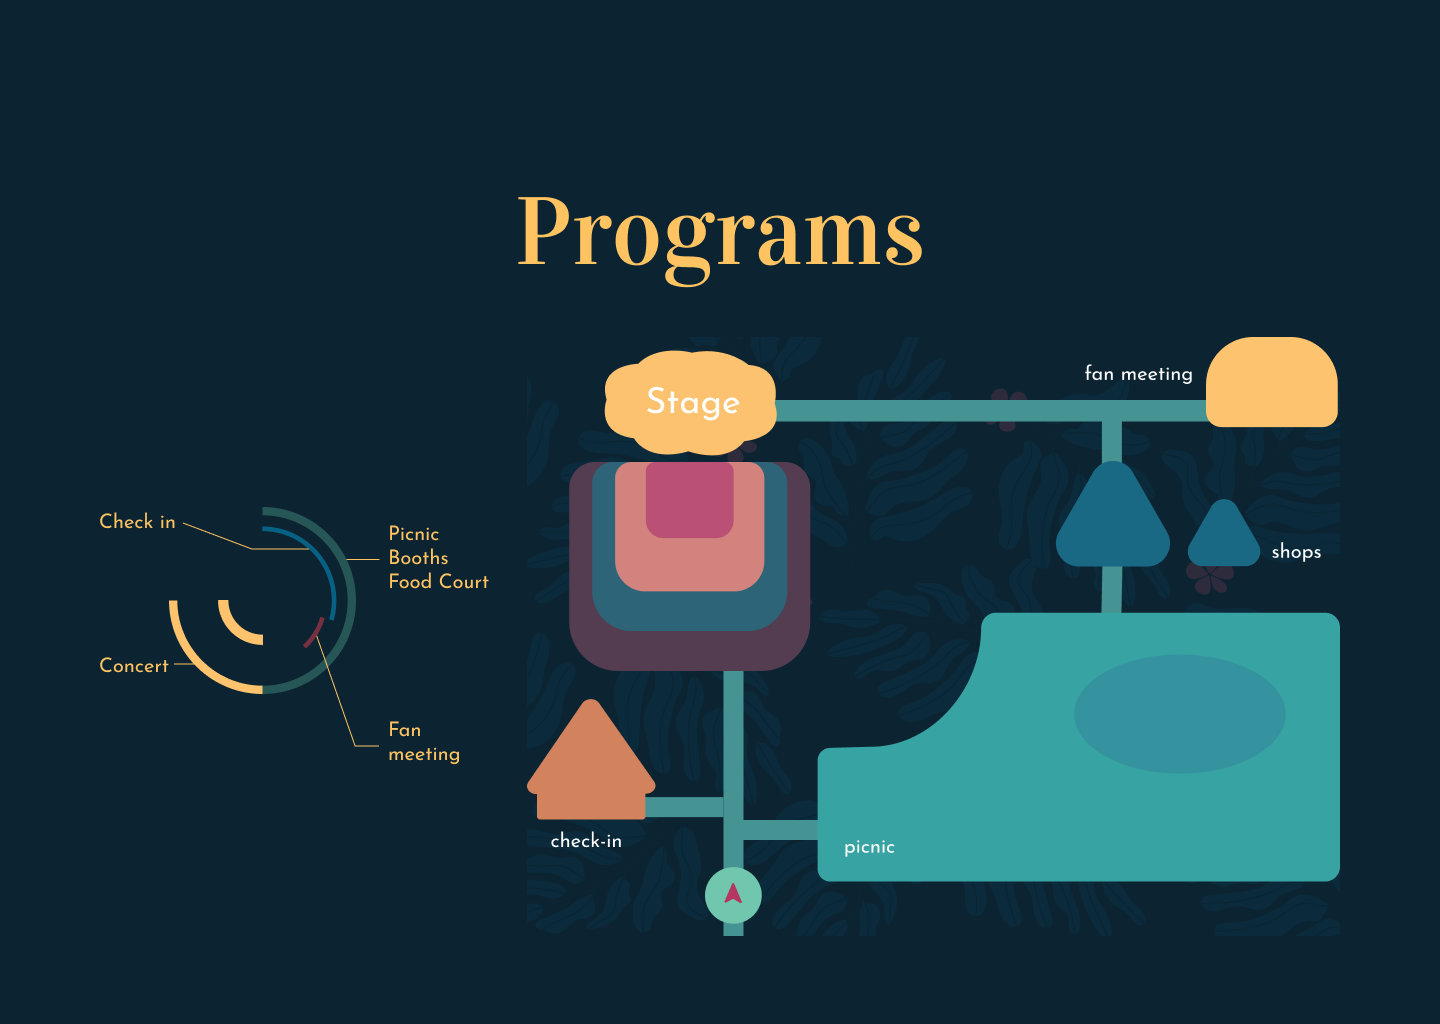 Programs
Check in
Concert
Picnic
Booths
Food Court
Fan
meeting
Stage
fan meeting
shops
check-in
picnic